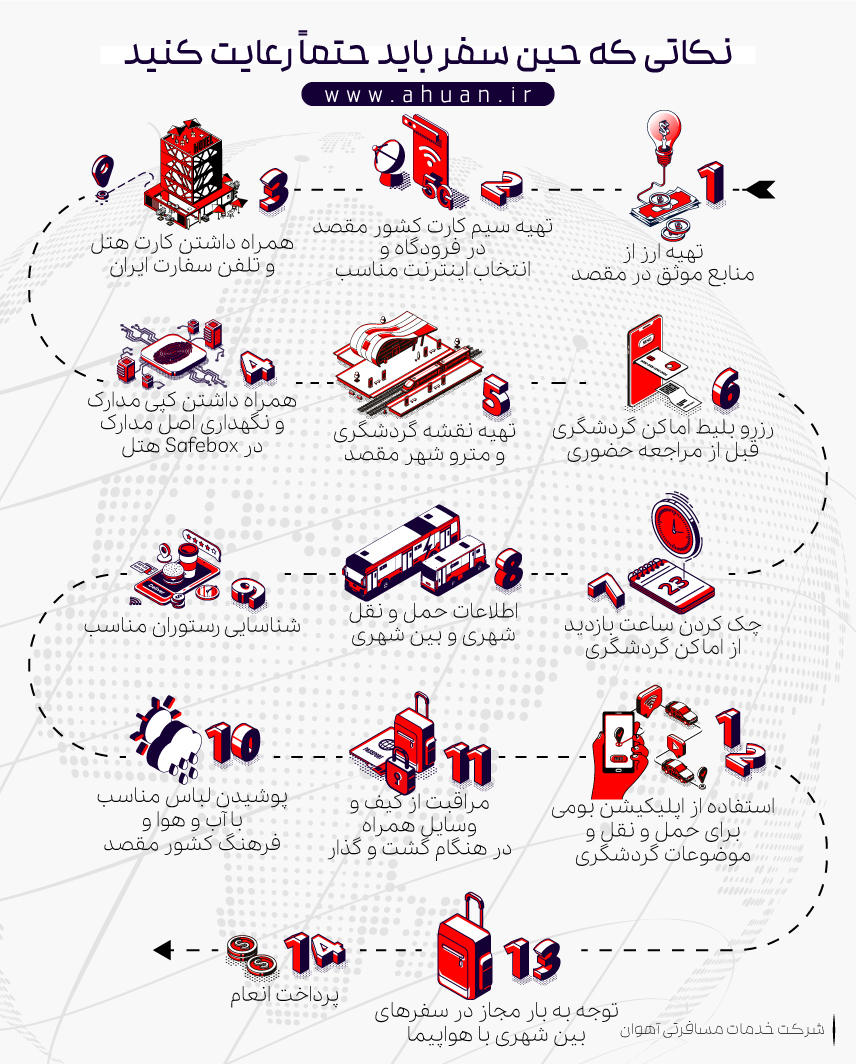 نکاتی که حین سفر باید حتماً رعایت کنید
www.ahuan.ir
1
تهیه ارز از
منابع موثق در مقصد
2
5G
تهیه سیم کارت کشور مقصد
در فرودگاه و
انتخاب اینترنت مناسب
3
HOTEL
همراه داشتن کارت هتل
و تلفن سفارت ایران
4
همراه داشتن کپی مدارک
و نگهداری اصل مدارک
در Safebox هتل
5
تهیه نقشه گردشگری
و مترو شهر مقصد
6
رزرو بلیط اماکن گردشگری
قبل از مراجعه حضوری
7
23
چک کردن ساعت بازدید
از اماکن گردشگری
8
اطلاعات حمل و نقل
شهری و بین شهری
9
شناسایی رستوران مناسب
10
پوشیدن لباس مناسب
با آب و هوا و
فرهنگ کشور مقصد
11
PASSPORT
مراقبت از کیف و
وسایل همراه
در هنگام گشت و گذار
12
استفاده از اپلیکیشن بومی
برای حمل و نقل و
موضوعات گردشگری
13
توجه به بار مجاز در سفرهای
بین شهری با هواپیما
14
پرداخت انعام
شرکت خدمات مسافرتی آهوان